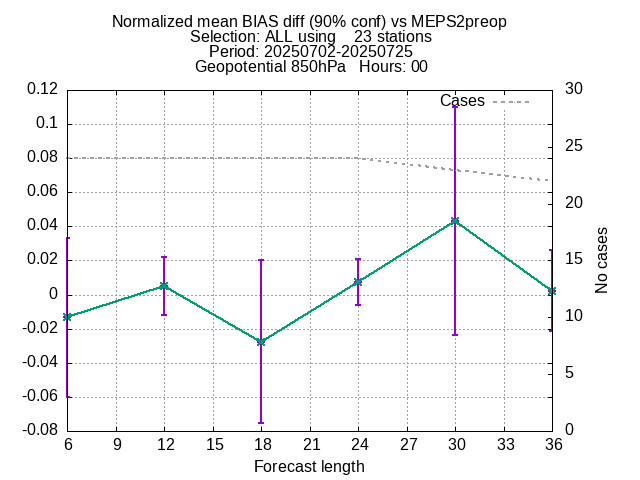 Normalized mean BIAS diff (90% conf) vs MEPS2preop
Selection: ALL using    23 stations
Period: 20250702-20250725
Geopotential 850hPa   Hours: 00
Cases
0.12
0.1
0.08
0.06
0.04
0.02
0
-0.02
-0.04
-0.06
-0.08
30
25
20
15
10
5
0
No cases
6 9 12 15 18 21 24 27 30 33 36
Forecast length